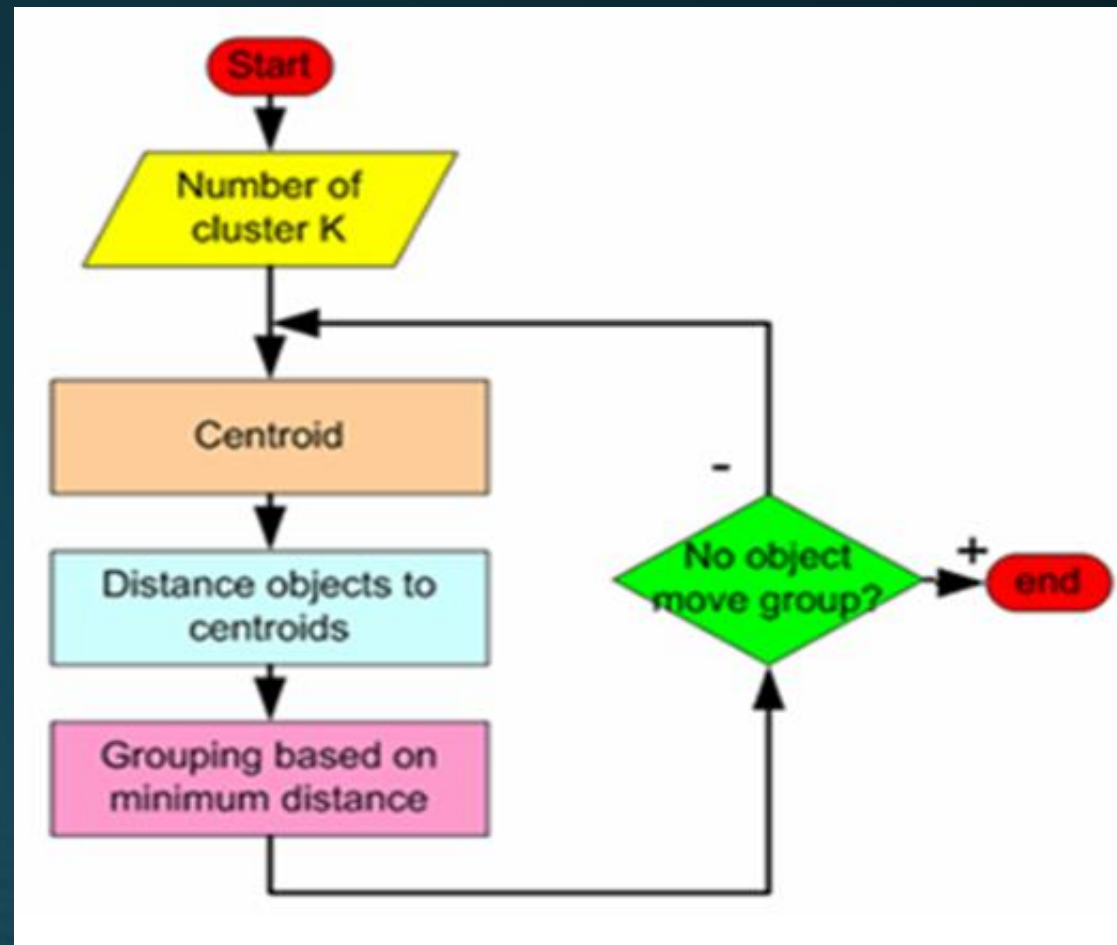 Start
Number of
cluster K
Centroid
Distance objects to
centroids
Grouping based on
minimum distance
-
No object
move group?
+
end